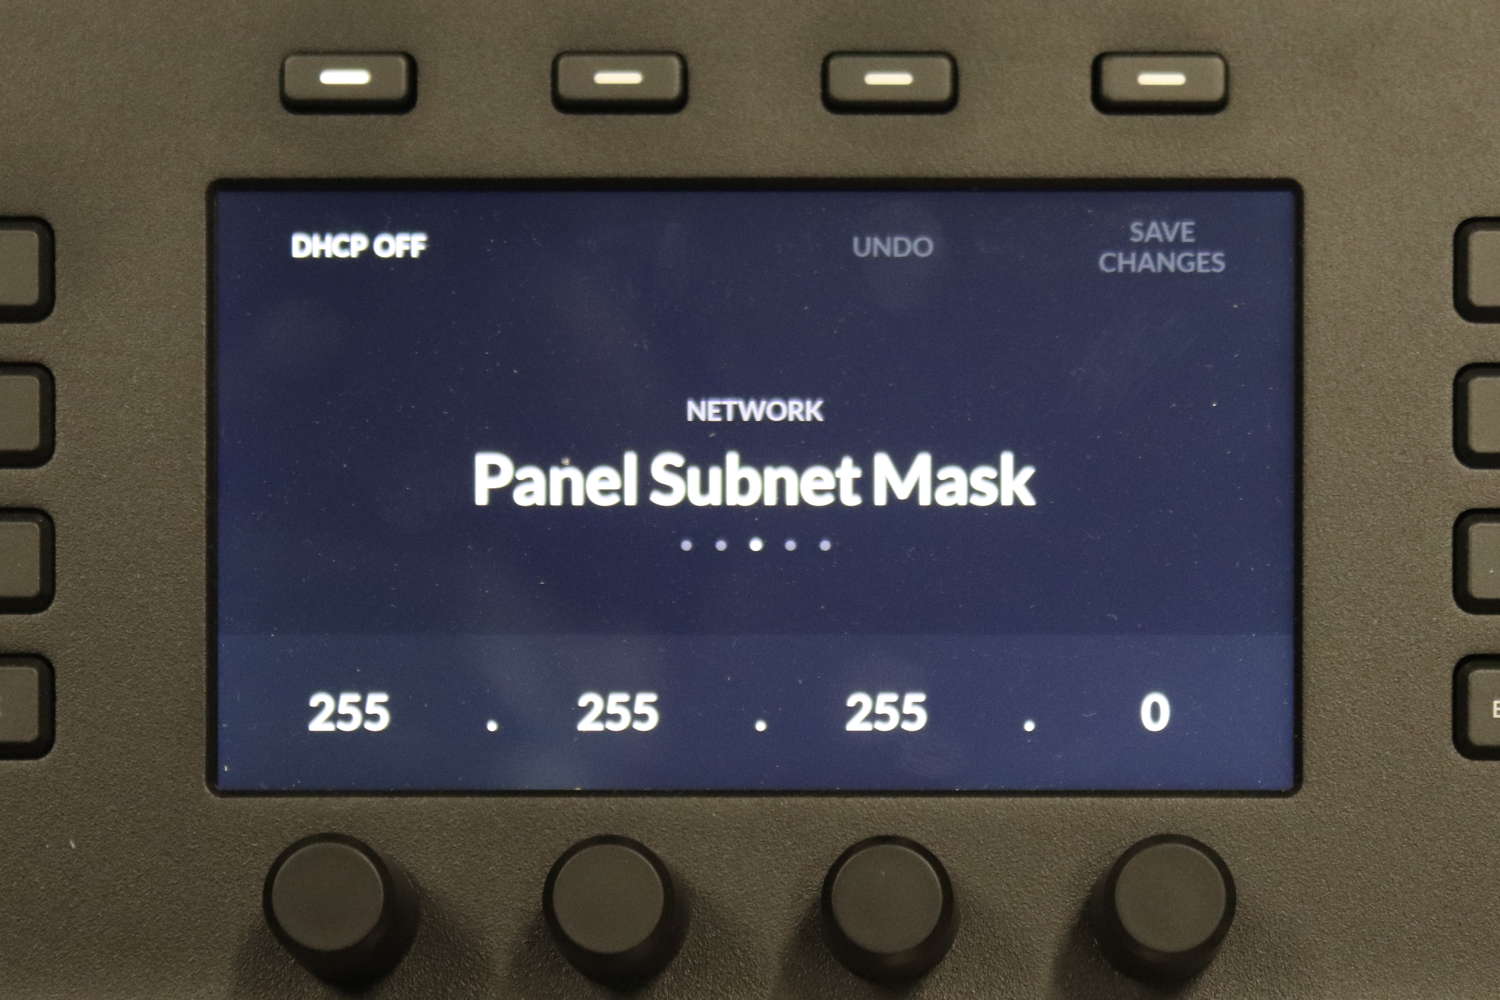 DHCP OFF
UNDO
SAVE
CHANGES
NETWORK
Panel Subnet Mask
255 . 255 . 255 . 0